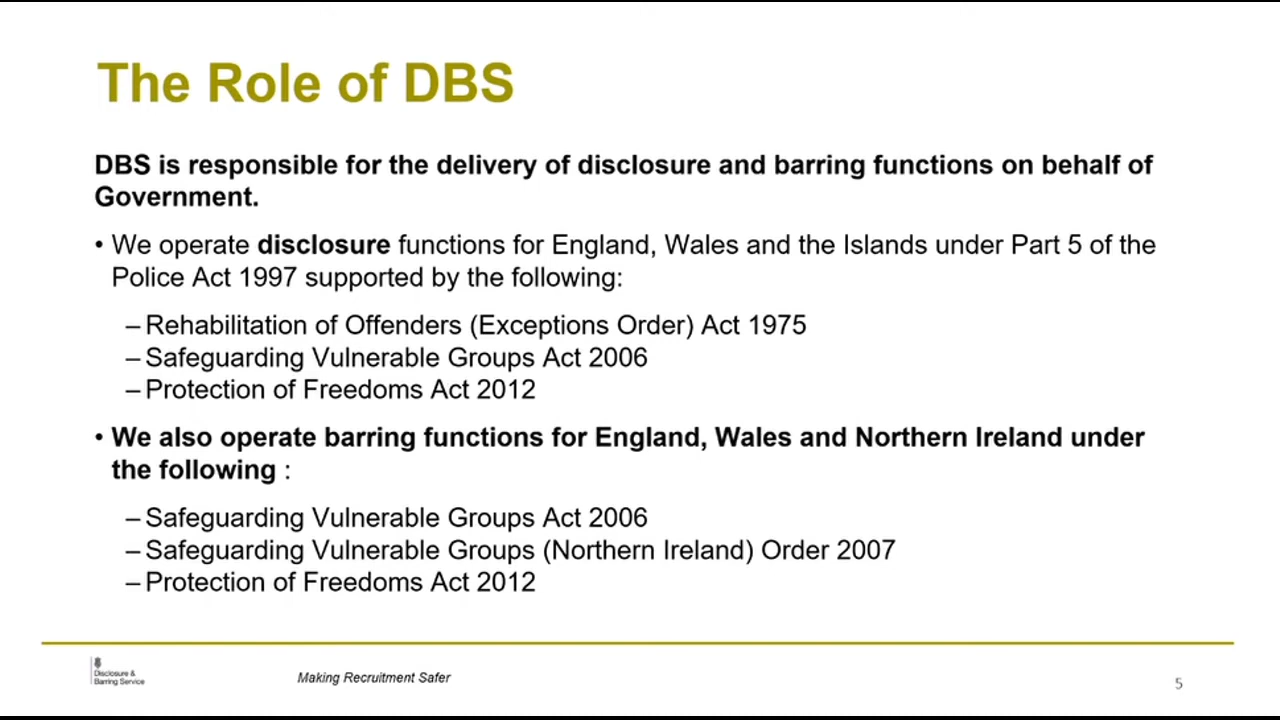 The Role of DBS
DBS is responsible for the delivery of disclosure and barring functions on behalf of
Government.
• We operate disclosure functions for England, Wales and the Islands under Part 5 of the
Police Act 1997 supported by the following:
– Rehabilitation of Offenders (Exceptions Order) Act 1975
– Safeguarding Vulnerable Groups Act 2006
– Protection of Freedoms Act 2012
• We also operate barring functions for England, Wales and Northern Ireland under
the following :
– Safeguarding Vulnerable Groups Act 2006
– Safeguarding Vulnerable Groups (Northern Ireland) Order 2007
– Protection of Freedoms Act 2012
Disclosure &
Barring Service
Making Recruitment Safer
5